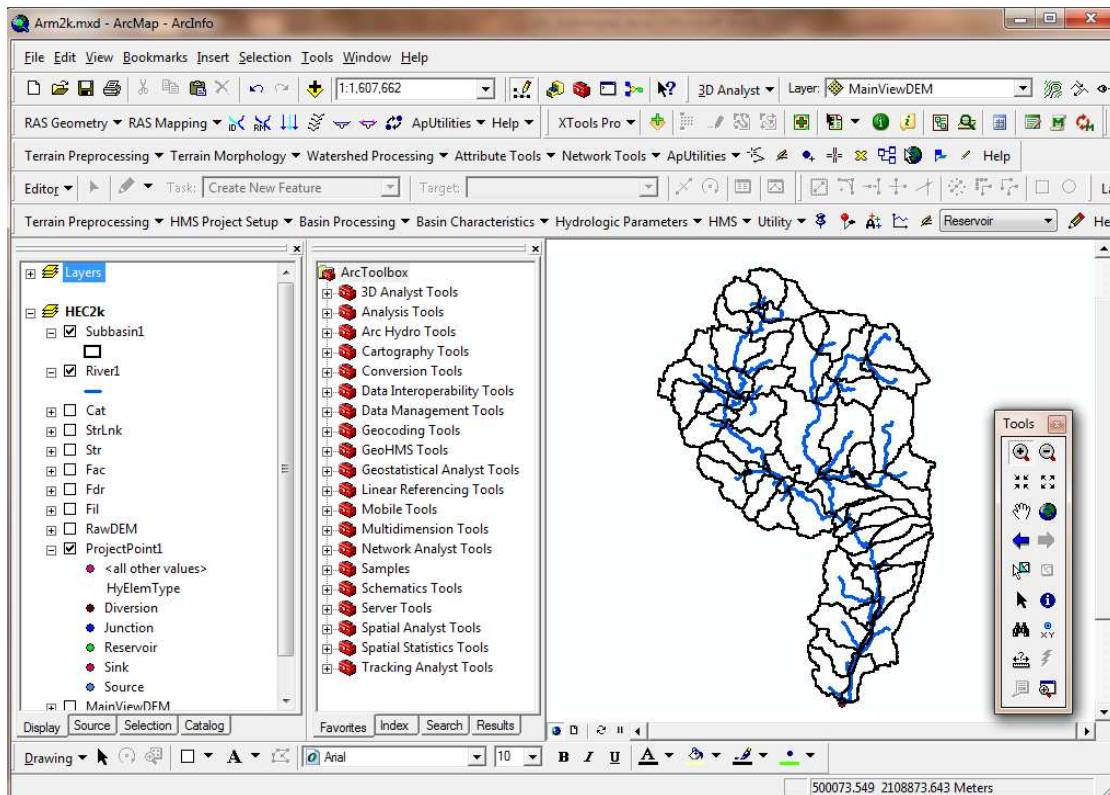 Arm2k.mxd - ArcMap - ArcInfo
File Edit View Bookmarks Insert Selection Tools Window Help
1:1,607,662 3D Analyst Layer: MainViewDEM
RAS Geometry RAS Mapping ID RM ApUtilities Help XTools Pro
Terrain Preprocessing Terrain Morphology Watershed Processing Attribute Tools Network Tools ApUtilities Help
Editor Task: Create New Feature Target:
Terrain Preprocessing HMS Project Setup Basin Processing Basin Characteristics Hydrologic Parameters HMS Utility Reservoir He
Layers
HEC2k
Subbasin1
River1
Cat
StrLnk
Str
Fac
Fdr
Fil
RawDEM
ProjectPoint1
<all other values>
HyElemType
Diversion
Junction
Reservoir
Sink
Source
MainViewDEM
Display Source Selection Catalog
ArcToolbox
3D Analyst Tools
Analysis Tools
Arc Hydro Tools
Cartography Tools
Conversion Tools
Data Interoperability Tools
Data Management Tools
Geocoding Tools
GeoHMS Tools
Geostatistical Analyst Tools
Linear Referencing Tools
Mobile Tools
Multidimension Tools
Network Analyst Tools
Samples
Schematics Tools
Server Tools
Spatial Analyst Tools
Spatial Statistics Tools
Tracking Analyst Tools
Favorites Index Search Results
Tools
XY
Drawing A Arial 10 B I U A
500073.549 2108873.643 Meters